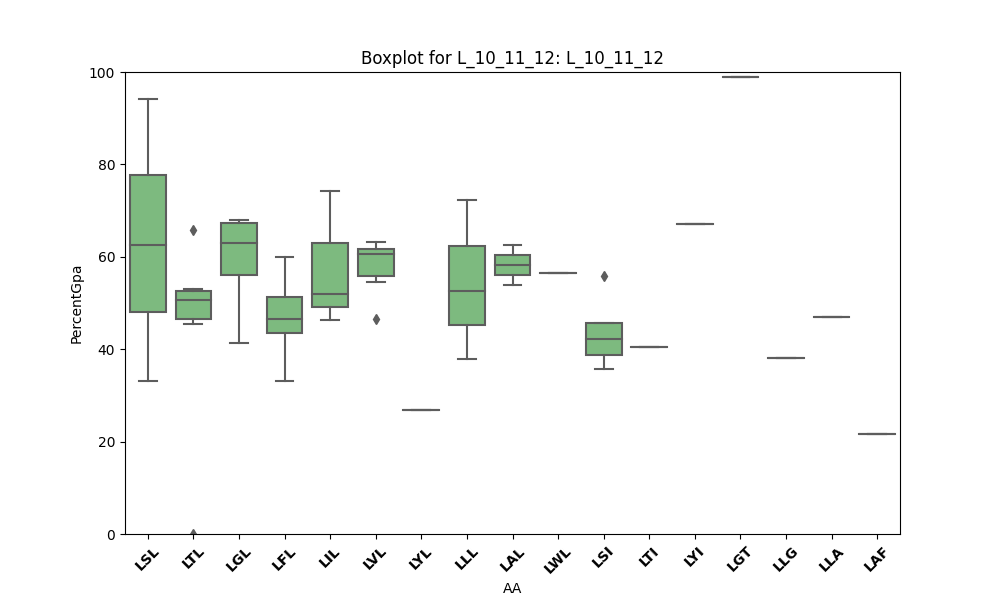 Boxplot for L_10_11_12: L_10_11_12
100
80
60
40
20
0
PercentGpa
LSL LTL LGL LFL LIL LVL LYL LLL LAL LWL LSI LTI LYI LGT LLG LLA LAF
AA